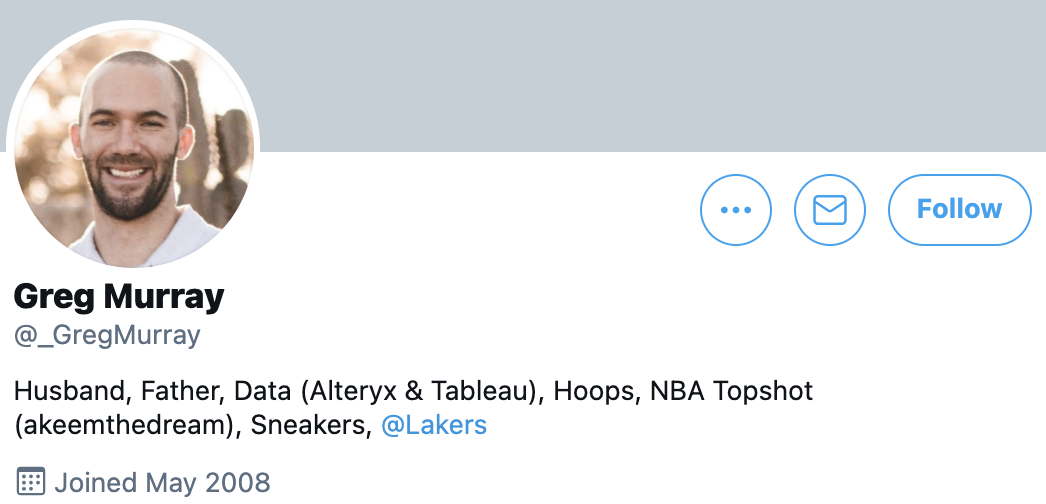 Follow
Greg Murray
@_GregMurray
Husband, Father, Data (Alteryx & Tableau), Hoops, NBA Topshot
(akeemthedream), Sneakers, @Lakers
Joined May 2008